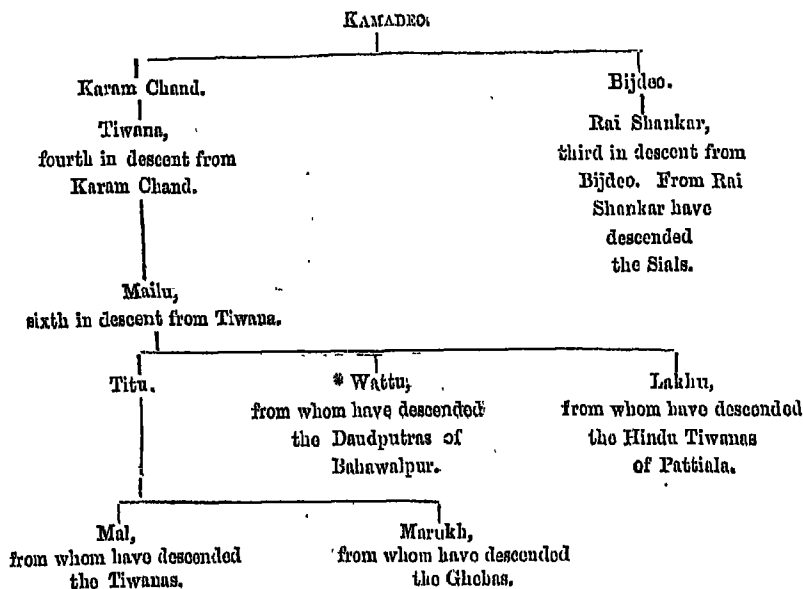 KAMADEO.
Karam Chand.
Tiwana,
fourth in descent from
Karam Chand.
Bijdeo.
Rai Shankar,
third in descent from
Bijdeo. From Rai
Shankar have
descended
the Sials.
Mailu,
sixth in descent from Tiwana.
Titu.
* Wattu,
from whom have descended
the Daudputras of
Bahawalpur.
Lakhu,
from whom have descended
the Hindu Tiwanas
of Pattiala.
Mal,
from whom have descended
the Tiwanas.
Marukh,
from whom have descended
the Ghebas.